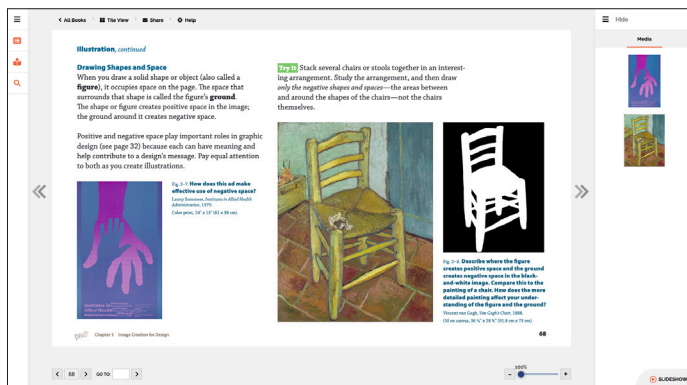 All Books
Tile View
Share
Help
Hide
Media
Illustration, continued
Drawing Shapes and Space
When you draw a solid shape or object (also called a
figure), it occupies space on the page. The space that
surrounds that shape is called the figure's ground.
The shape or figure creates positive space in the image;
the ground around it creates negative space.
Positive and negative space play important roles in graphic
design (see page 32) because each can have meaning and
help contribute to a design's message. Pay equal attention
to both as you create illustrations.
Fig. 3–7. How does this ad make
effective use of negative space?
Lanny Sommese, Institutes in Allied Health
Administration, 1979.
Color print, 24" x 15" (61 x 38 cm).
Try It Stack several chairs or stools together in an interest-
ing arrangement. Study the arrangement, and then draw
only the negative shapes and spaces—the areas between
and around the shapes of the chairs—not the chairs
themselves.
Fig. 3–8. Describe where the figure
creates positive space and the ground
creates negative space in the black-
and-white image. Compare this to the
painting of a chair. How does the more
detailed painting affect your under-
standing of the figure and the ground?
Vincent van Gogh, Van Gogh's Chair, 1888.
Oil on canvas, 36 ⅛" x 28 ¾" (91.8 cm x 73 cm).
Chapter 3 Image Creation for Design
68
68
GO TO:
100%
- +
SLIDESHOW